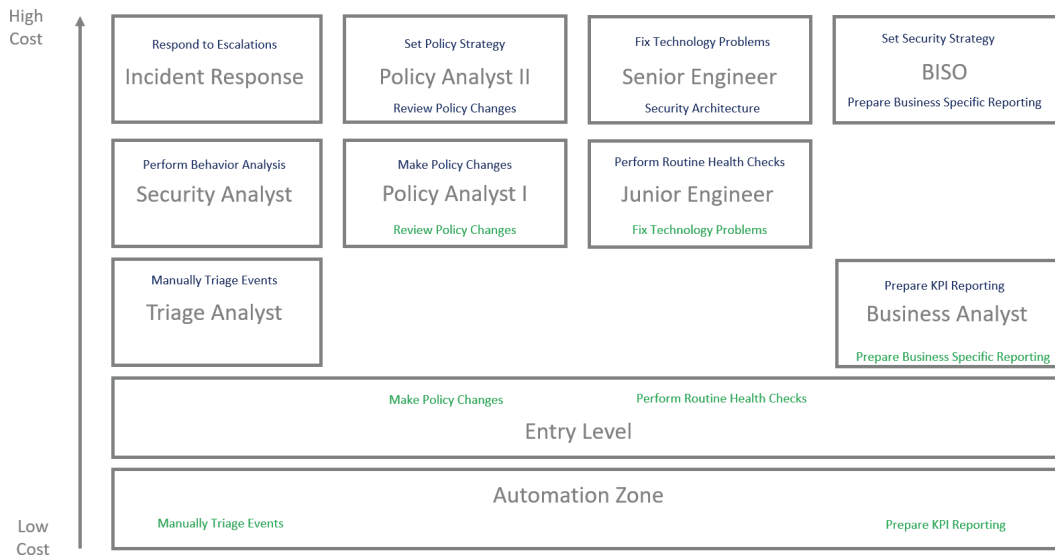 High
Cost
Respond to Escalations
Incident Response
Set Policy Strategy
Policy Analyst II
Review Policy Changes
Fix Technology Problems
Senior Engineer
Security Architecture
Set Security Strategy
BISO
Prepare Business Specific Reporting
Perform Behavior Analysis
Security Analyst
Make Policy Changes
Policy Analyst I
Review Policy Changes
Perform Routine Health Checks
Junior Engineer
Fix Technology Problems
Manually Triage Events
Triage Analyst
Prepare KPI Reporting
Business Analyst
Prepare Business Specific Reporting
Make Policy Changes
Perform Routine Health Checks
Entry Level
Automation Zone
Manually Triage Events
Prepare KPI Reporting
Low
Cost